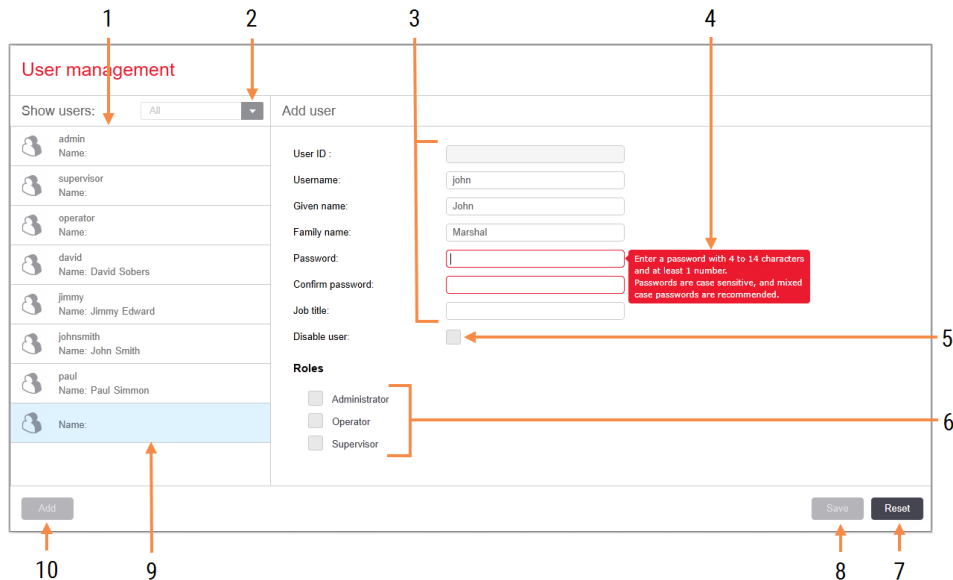 1
2
3
4
User management
Show users:
All
Add user
admin
Name:
supervisor
Name:
operator
Name:
david
Name: David Sobers
jimmy
Name: Jimmy Edward
johnsmith
Name: John Smith
paul
Name: Paul Simmon
Name:
User ID :
Username:
john
Given name:
John
Family name:
Marshal
Password:
Enter a password with 4 to 14 characters
and at least 1 number.
Passwords are case sensitive, and mixed
case passwords are recommended.
Confirm password:
Job title:
Disable user:
5
Roles
Administrator
Operator
Supervisor
6
Add
Save
Reset
10
9
8
7